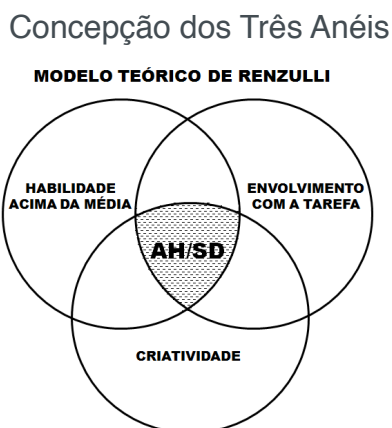 Concepção dos Três Anéis
MODELO TEÓRICO DE RENZULLI
HABILIDADE
ACIMA DA MÉDIA
ENVOLVIMENTO
COM A TAREFA
AH/SD
CRIATIVIDADE